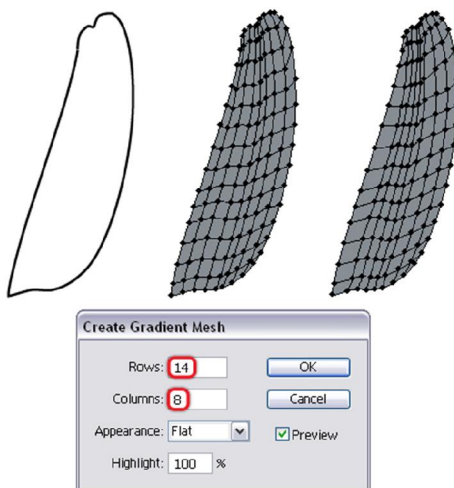 Create Gradient Mesh
Rows: 14 OK
Columns: 8 Cancel
Appearance: Flat Preview
Highlight: 100 %